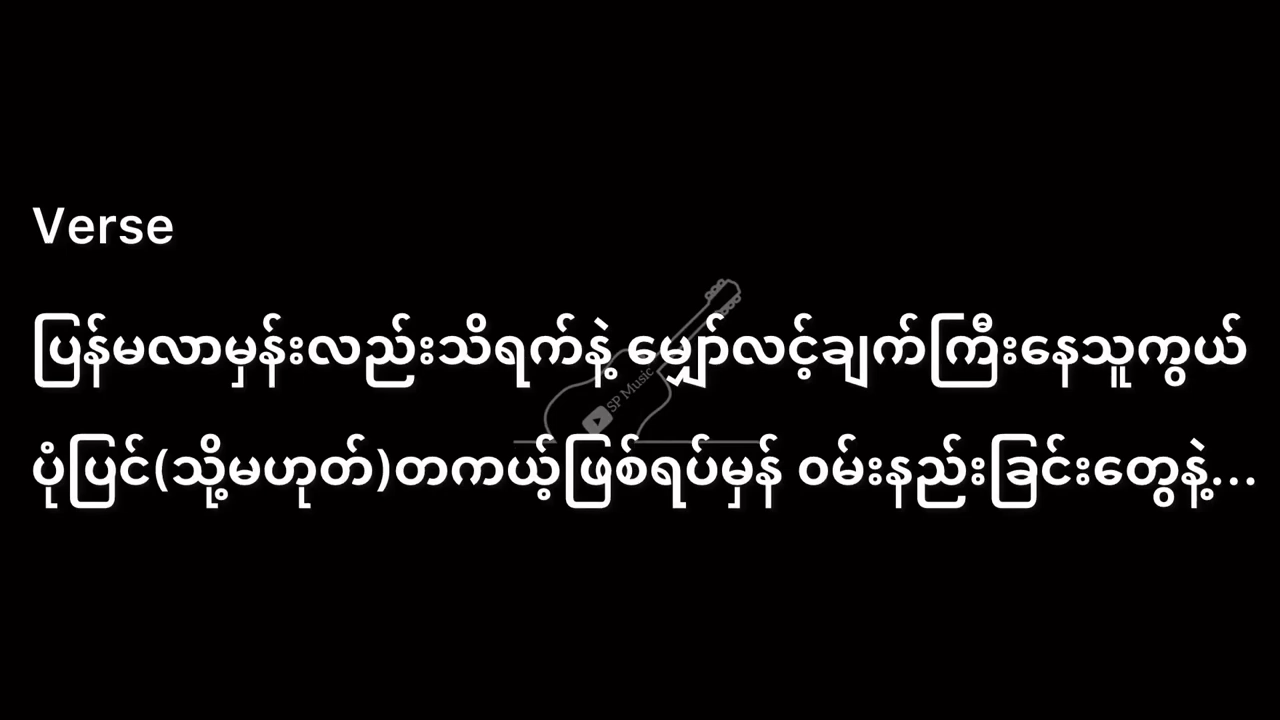 Verse
ပြန်မလာမှန်းလည်းသိရက်နဲ့ မျှော်လင့်ချက်ကြီးနေသူကွယ်
SP Music
ပုံပြင်(သို့မဟုတ်)တကယ့်ဖြစ်ရပ်မှန် ဝမ်းနည်းခြင်းတွေနဲ့...